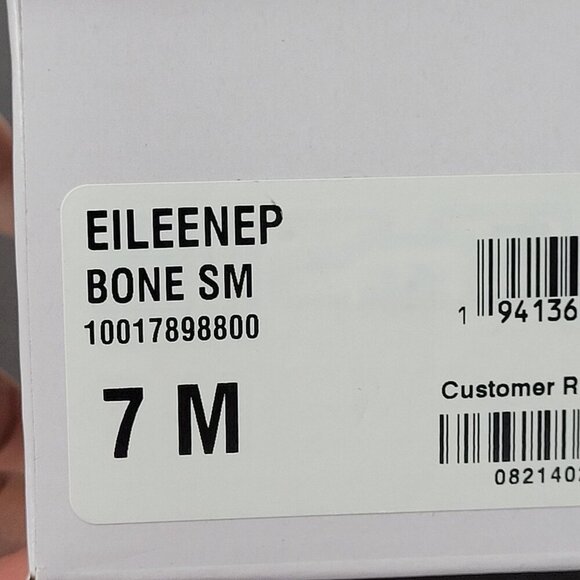 EILEENEP
BONE SM
10017898800
7 M
1 94136
Customer R
082140